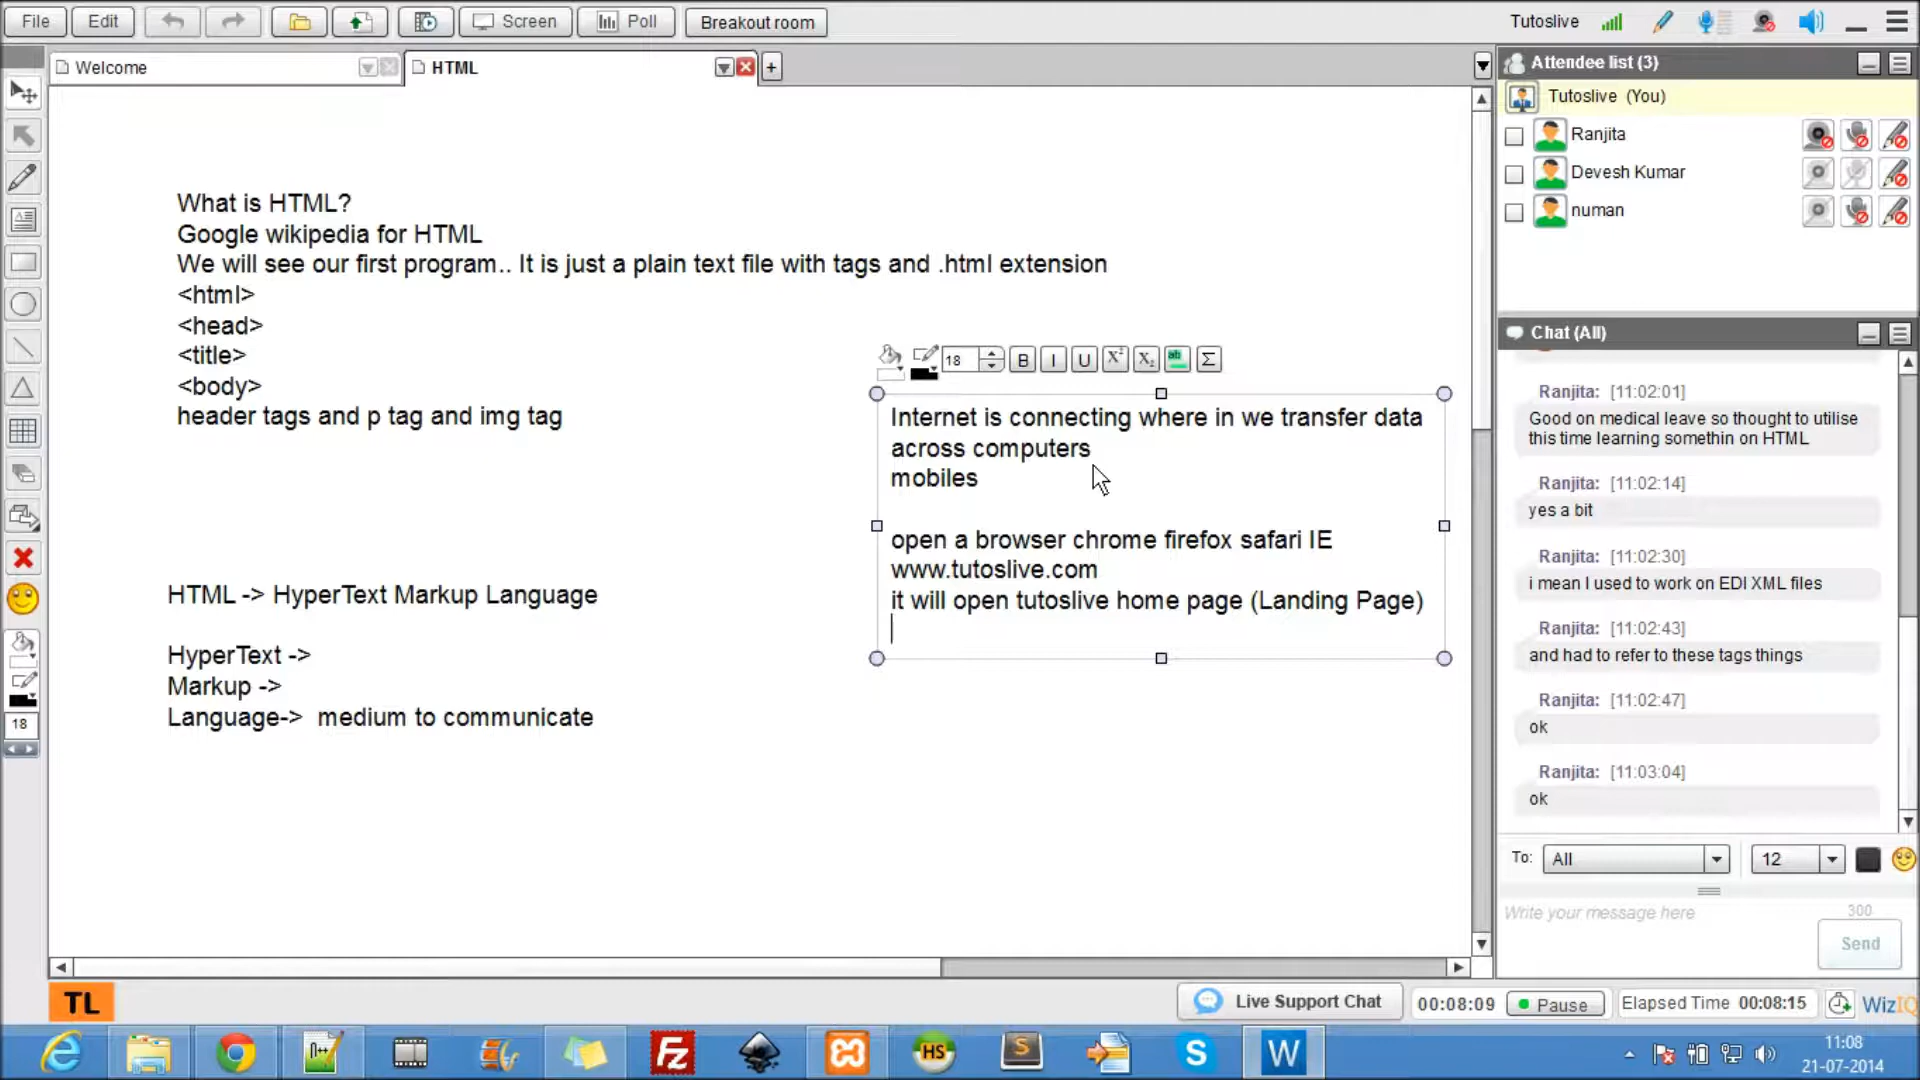 File
Edit
Screen
Poll
Breakout room
Tutoslive
Welcome
HTML
+
What is HTML?
Google wikipedia for HTML
We will see our first program.. It is just a plain text file with tags and .html extension
<html>
<head>
<title>
<body>
header tags and p tag and img tag
18
B
I
U
X²
X₂
ab
Σ
Internet is connecting where in we transfer data
across computers
mobiles
open a browser chrome firefox safari IE
www.tutoslive.com
it will open tutoslive home page (Landing Page)
HTML -> HyperText Markup Language
HyperText ->
Markup ->
Language-> medium to communicate
18
Attendee list (3)
Tutoslive (You)
Ranjita
Devesh Kumar
numan
Chat (All)
Ranjita: [11:02:01]
Good on medical leave so thought to utilise
this time learning somethin on HTML
Ranjita: [11:02:14]
yes a bit
Ranjita: [11:02:30]
i mean I used to work on EDI XML files
Ranjita: [11:02:43]
and had to refer to these tags things
Ranjita: [11:02:47]
ok
Ranjita: [11:03:04]
ok
To:
All
12
Write your message here
300
Send
TL
Live Support Chat
00:08:09
Pause
Elapsed Time 00:08:15
WizIQ
n++
Fz
HS
S
S
W
11:08
21-07-2014